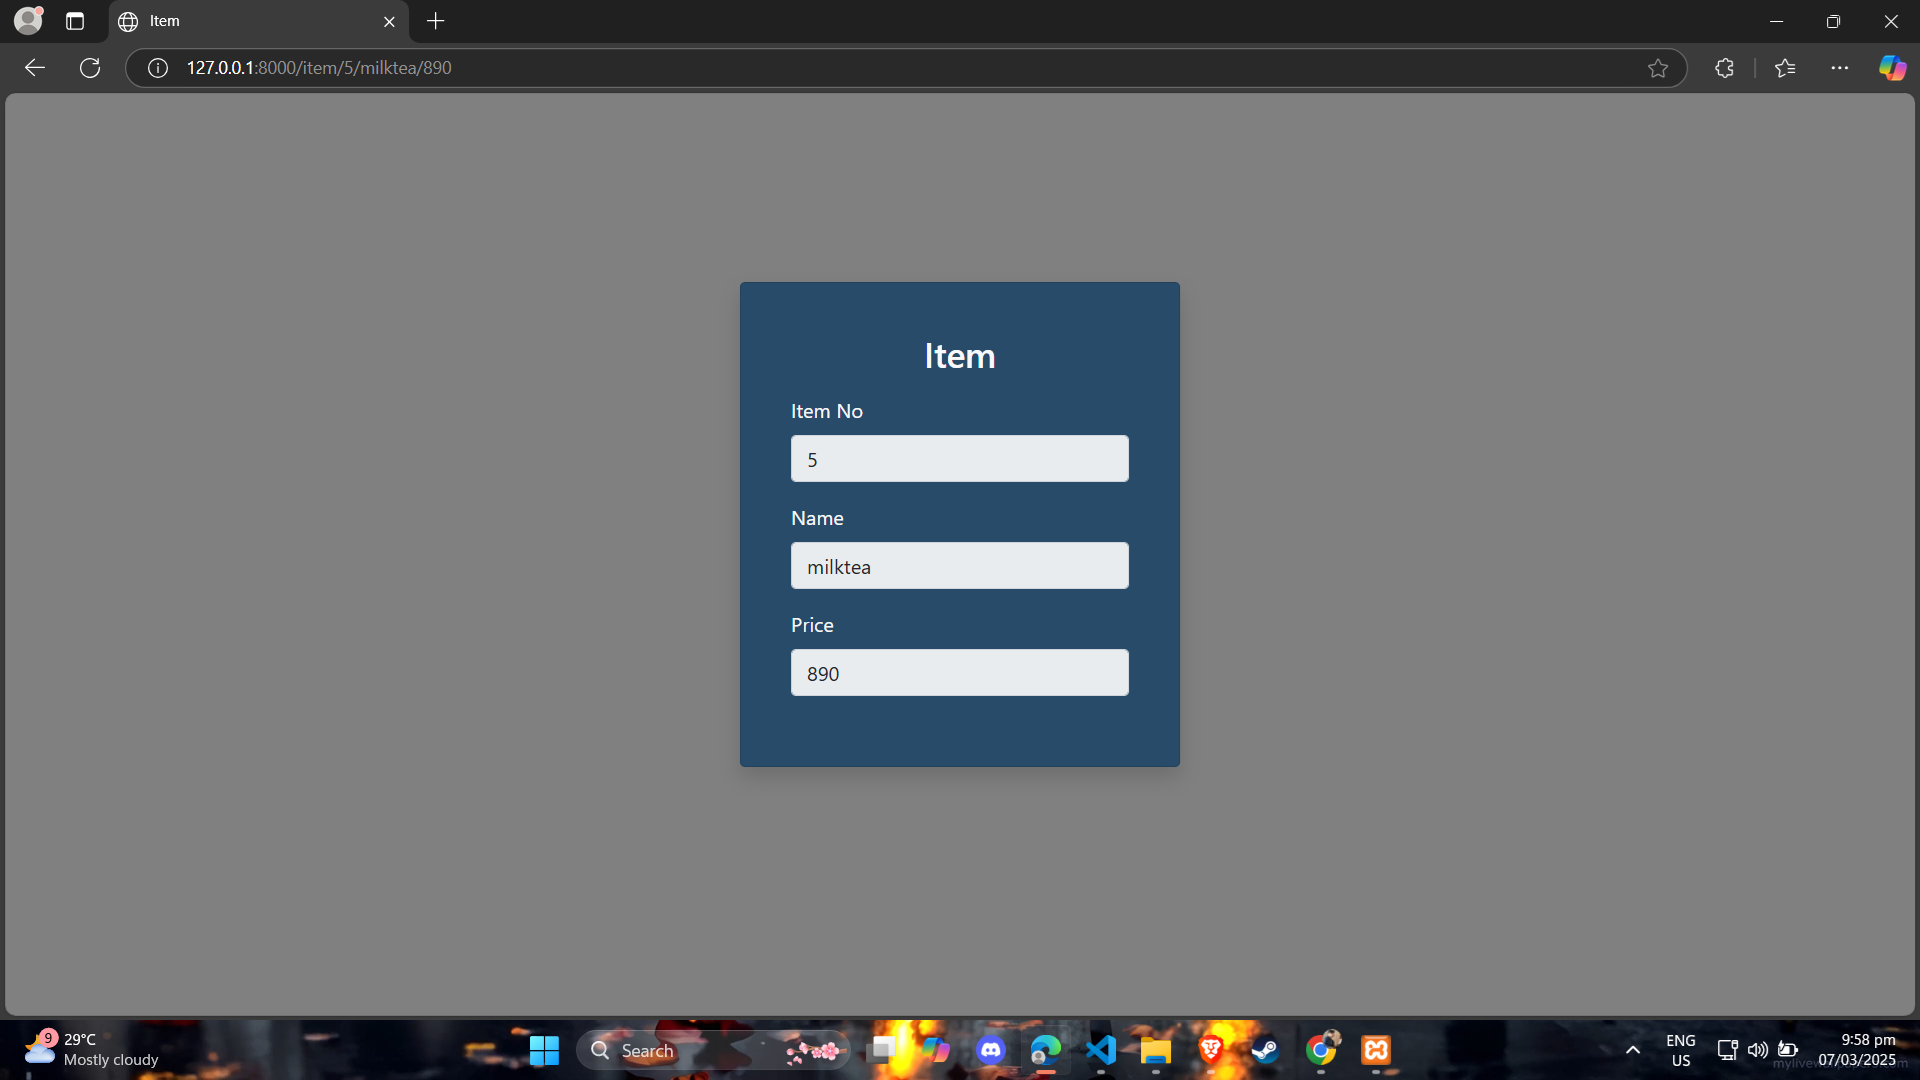 Item
127.0.0.1:8000/item/5/milktea/890
Item
Item No
5
Name
milktea
Price
890
9
29°C
Mostly cloudy
Search
ENG
US
9:58 pm
07/03/2025